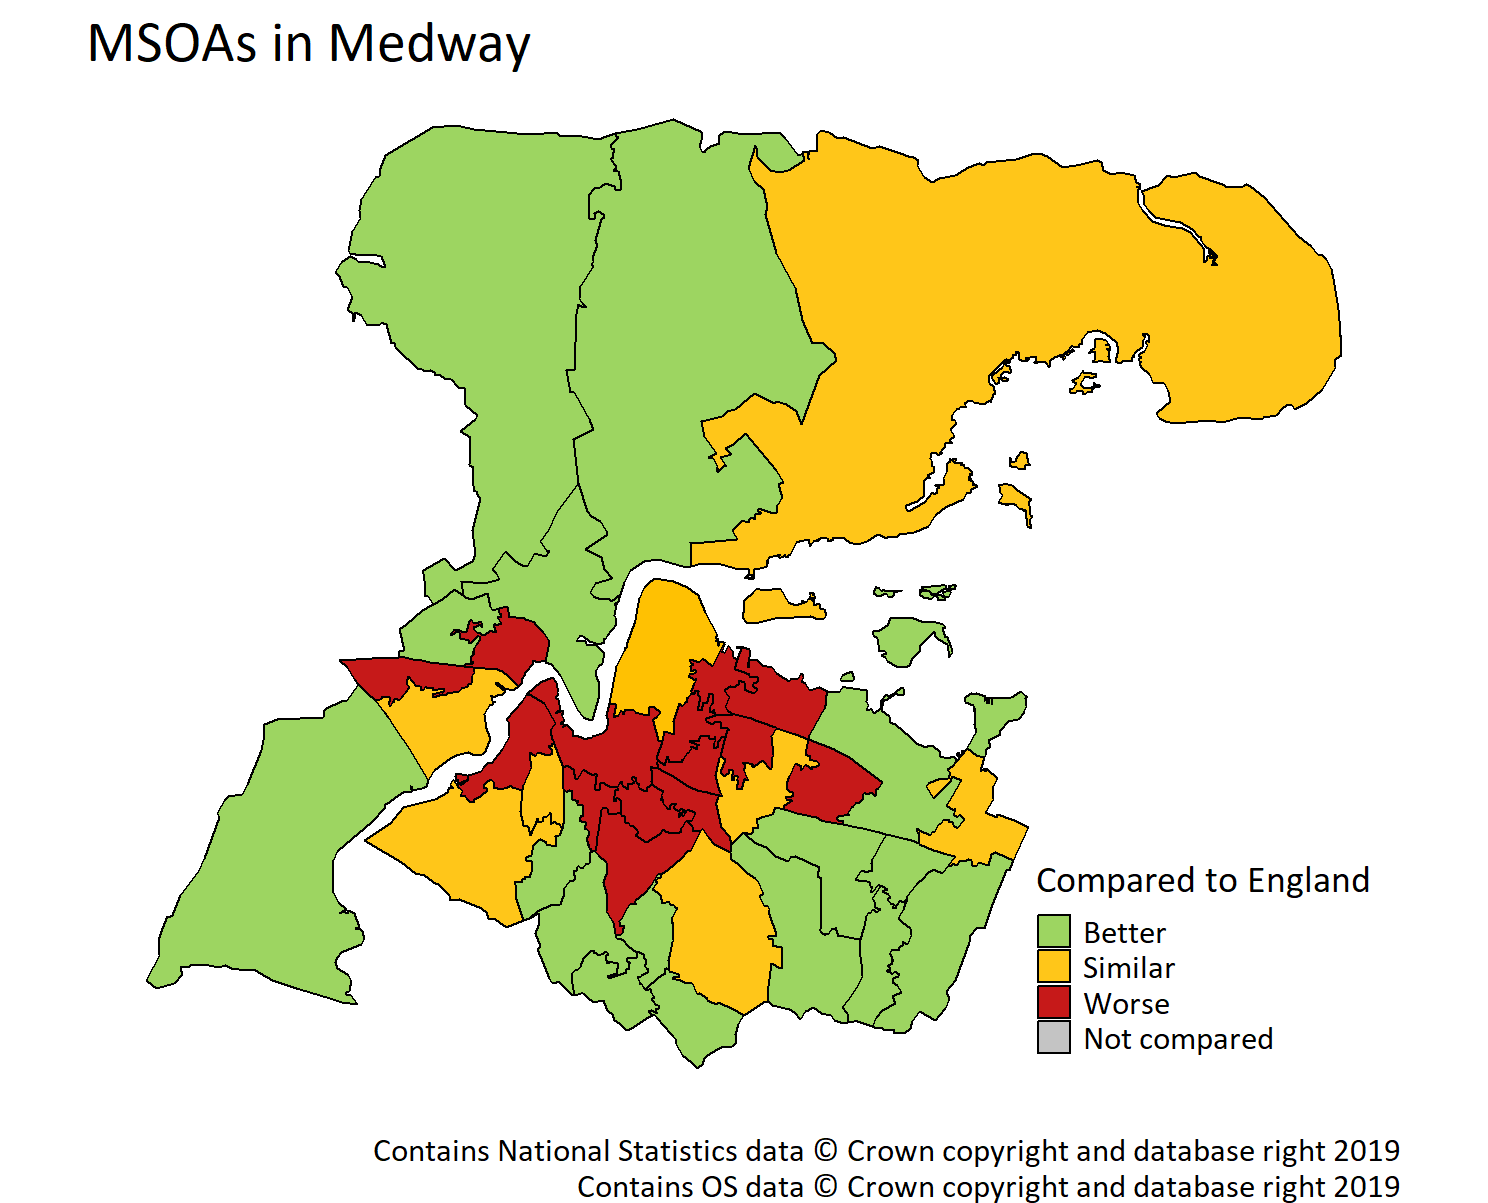 MSOAs in Medway
Compared to England
Better
Similar
Worse
Not compared
Contains National Statistics data © Crown copyright and database right 2019
Contains OS data © Crown copyright and database right 2019